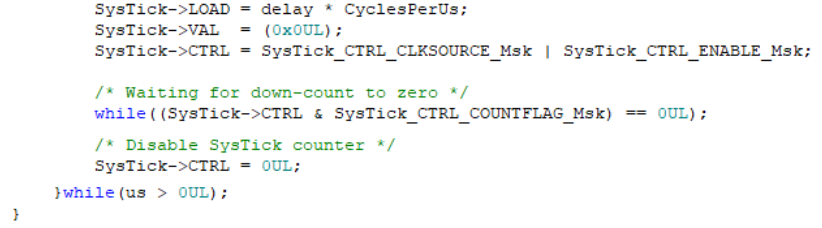 SysTick->LOAD = delay * CyclesPerUs;
SysTick->VAL  = (0x0UL);
SysTick->CTRL = SysTick_CTRL_CLKSOURCE_Msk | SysTick_CTRL_ENABLE_Msk;
/* Waiting for down-count to zero */
while((SysTick->CTRL & SysTick_CTRL_COUNTFLAG_Msk) == 0UL);
/* Disable SysTick counter */
SysTick->CTRL = 0UL;
}while(us > 0UL);
}